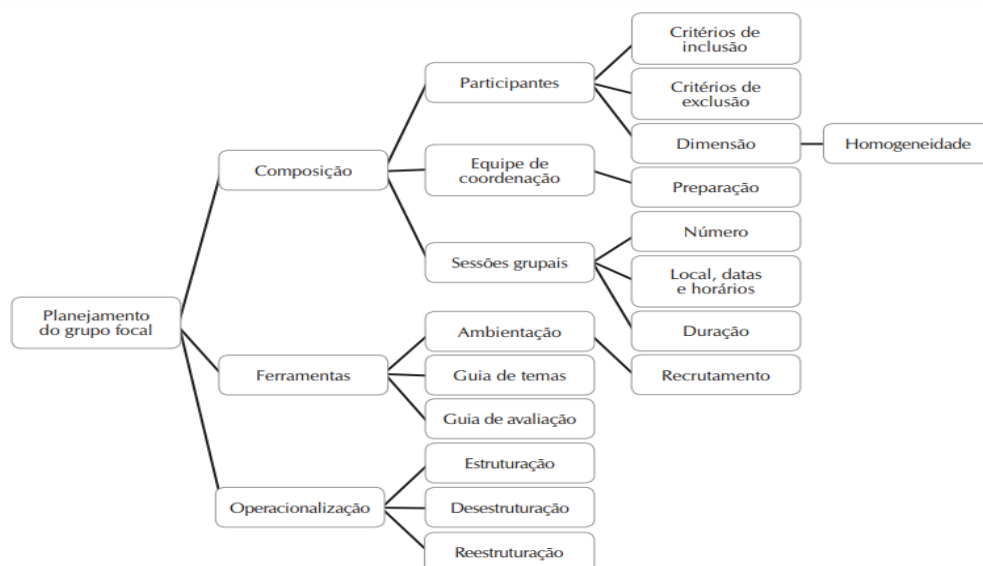 Planejamento
do grupo focal
Composição
Participantes
Critérios de
inclusão
Critérios de
exclusão
Dimensão
Homogeneidade
Equipe de
coordenação
Preparação
Sessões grupais
Número
Local, datas
e horários
Duração
Ferramentas
Ambientação
Recrutamento
Guia de temas
Guia de avaliação
Operacionalização
Estruturação
Desestruturação
Reestruturação